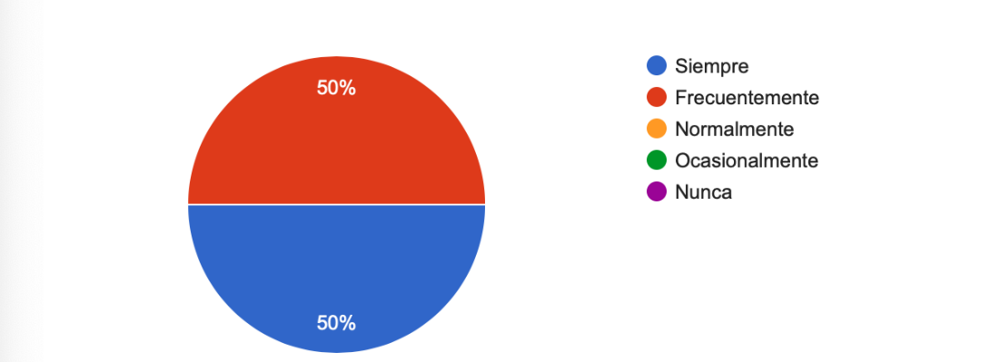 50%
50%
Siempre
Frecuentemente
Normalmente
Ocasionalmente
Nunca